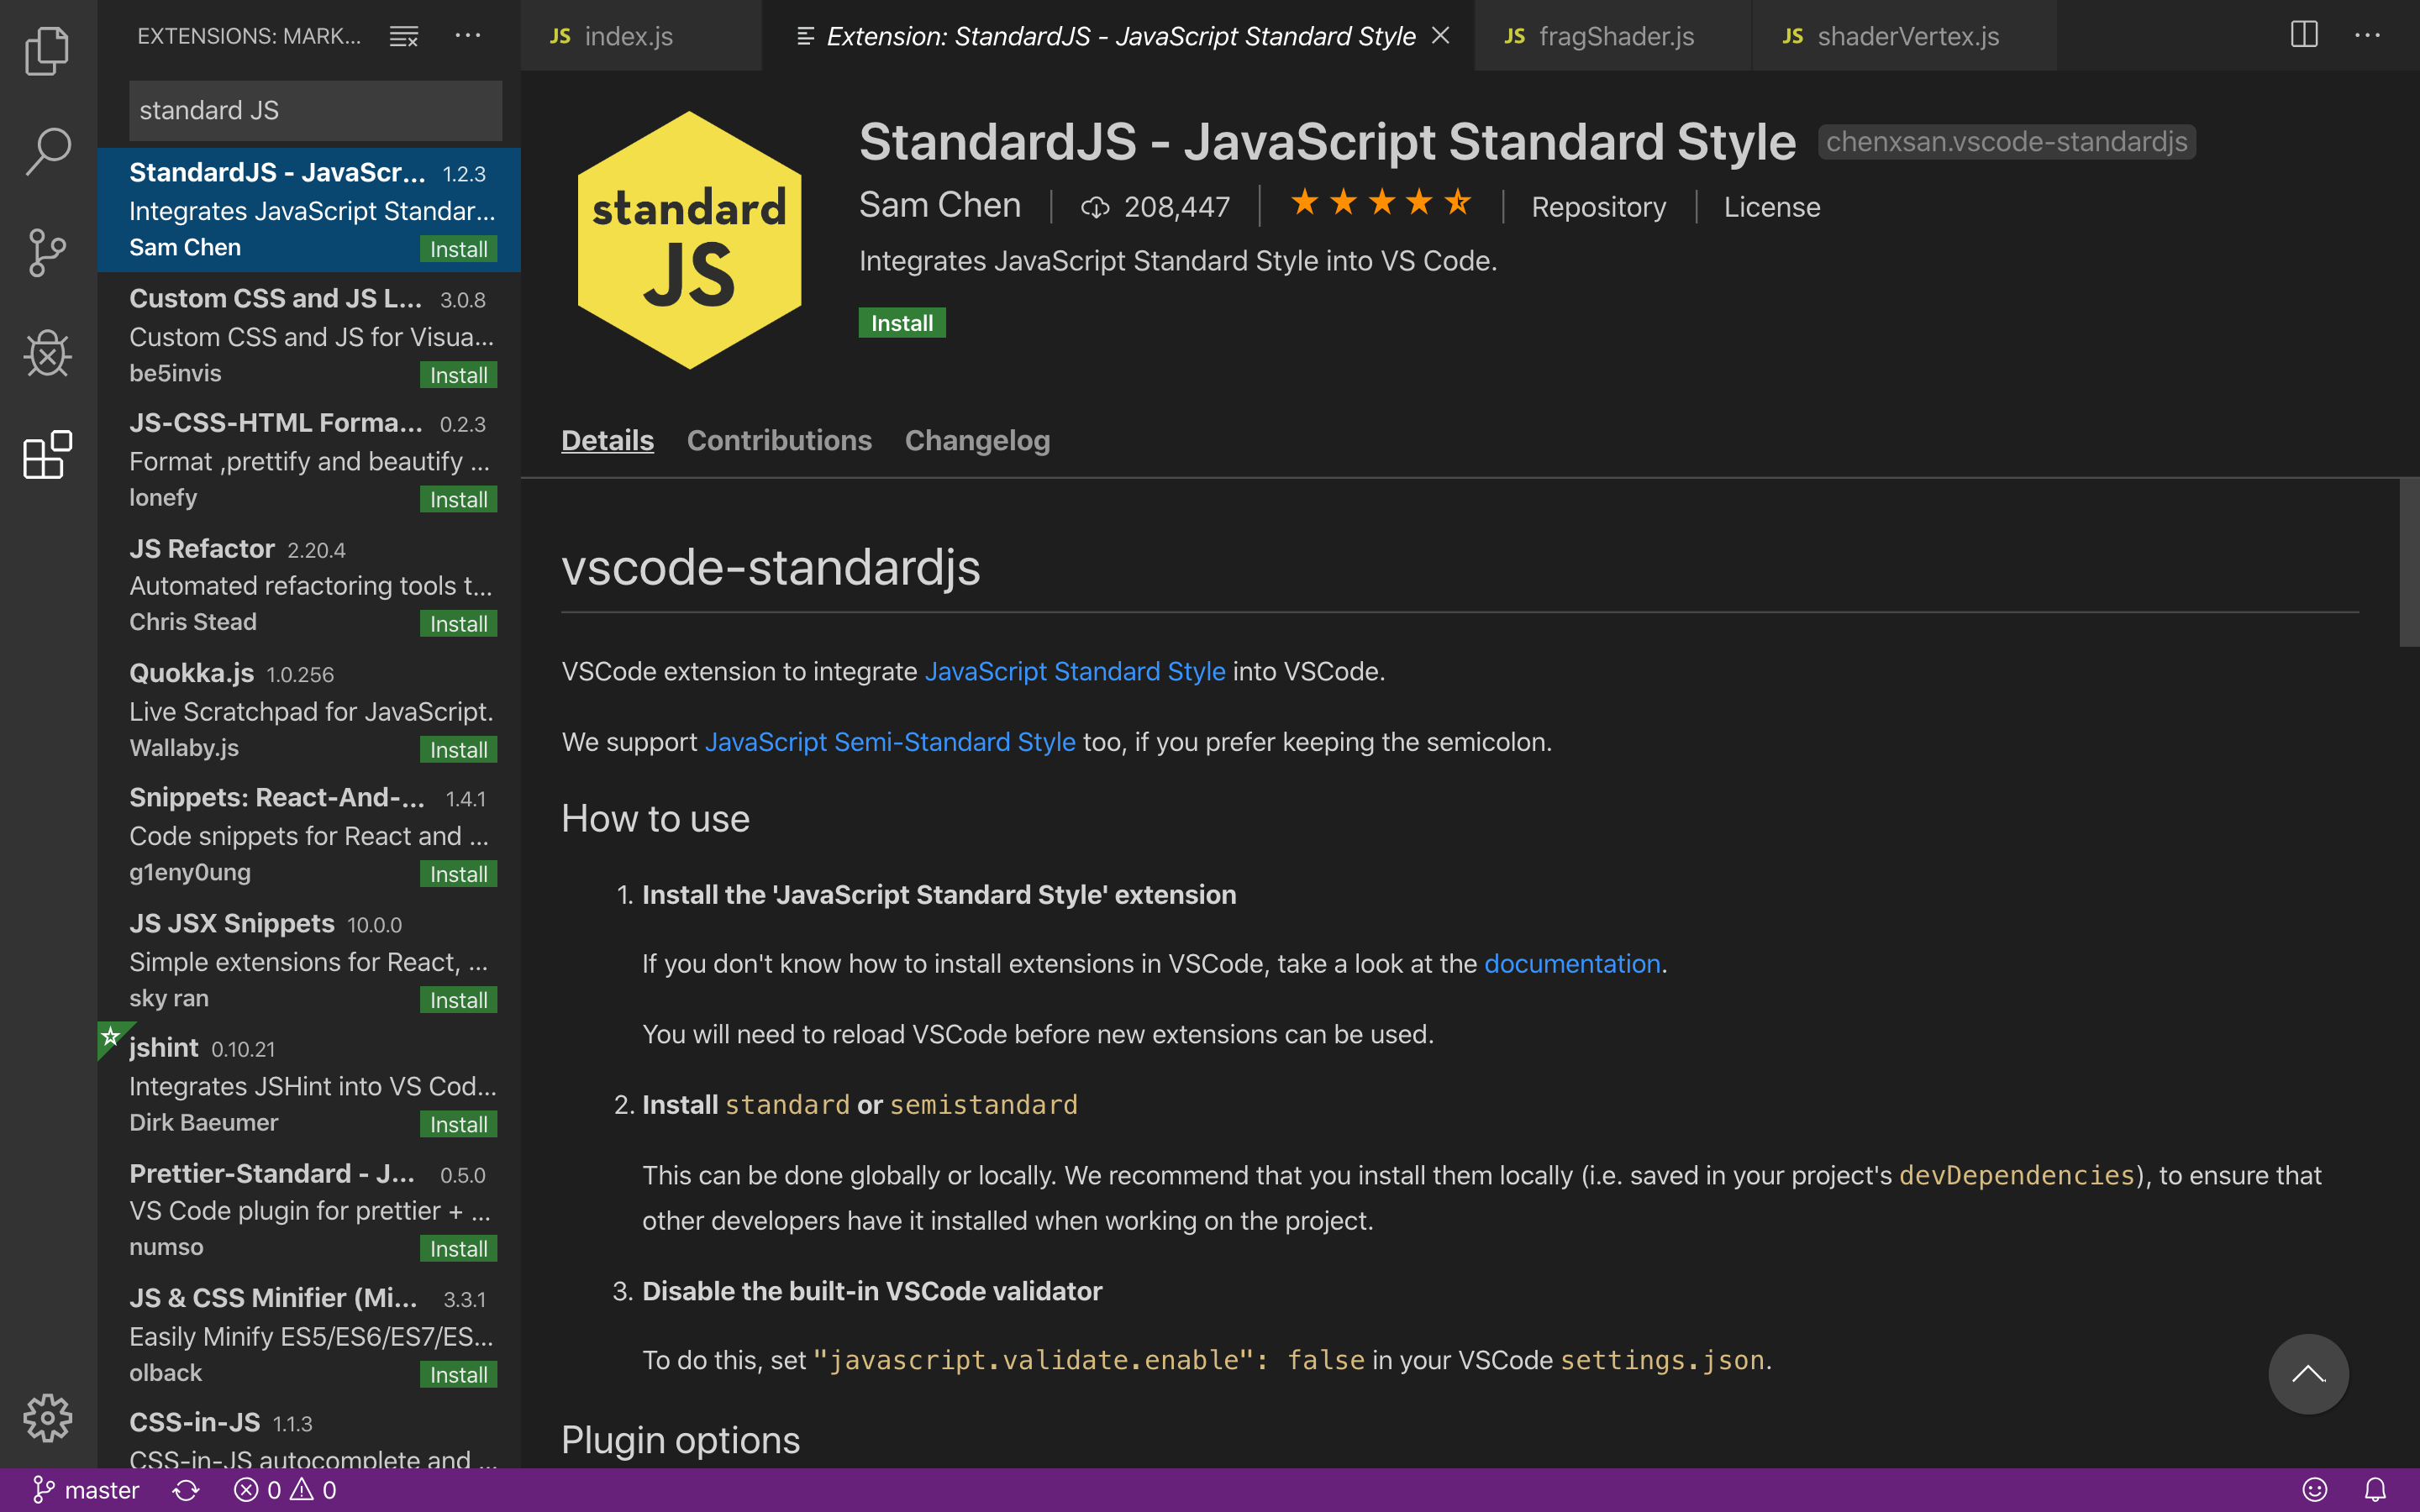 EXTENSIONS: MARK...
standard JS
StandardJS - JavaScr... 1.2.3
Integrates JavaScript Standar...
Sam Chen Install
Custom CSS and JS L... 3.0.8
Custom CSS and JS for Visua...
be5invis Install
JS-CSS-HTML Forma... 0.2.3
Format ,prettify and beautify ...
lonefy Install
JS Refactor 2.20.4
Automated refactoring tools t...
Chris Stead Install
Quokka.js 1.0.256
Live Scratchpad for JavaScript.
Wallaby.js Install
Snippets: React-And-... 1.4.1
Code snippets for React and ...
g1eny0ung Install
JS JSX Snippets 10.0.0
Simple extensions for React, ...
sky ran Install
jshint 0.10.21
Integrates JSHint into VS Cod...
Dirk Baeumer Install
Prettier-Standard - J... 0.5.0
VS Code plugin for prettier + ...
numso Install
JS & CSS Minifier (Mi... 3.3.1
Easily Minify ES5/ES6/ES7/ES...
olback Install
CSS-in-JS 1.1.3
CSS-in-JS autocomplete and ...
JS index.js
Extension: StandardJS - JavaScript Standard Style
JS fragShader.js
JS shaderVertex.js
standard
JS
StandardJS - JavaScript Standard Style chenxsan.vscode-standardjs
Sam Chen 208,447 Repository License
Integrates JavaScript Standard Style into VS Code.
Install
Details Contributions Changelog
vscode-standardjs
VSCode extension to integrate JavaScript Standard Style into VSCode.
We support JavaScript Semi-Standard Style too, if you prefer keeping the semicolon.
How to use
1. Install the 'JavaScript Standard Style' extension
If you don't know how to install extensions in VSCode, take a look at the documentation.
You will need to reload VSCode before new extensions can be used.
2. Install standard or semistandard
This can be done globally or locally. We recommend that you install them locally (i.e. saved in your project's devDependencies), to ensure that
other developers have it installed when working on the project.
3. Disable the built-in VSCode validator
To do this, set "javascript.validate.enable": false in your VSCode settings.json.
Plugin options
master 0 0